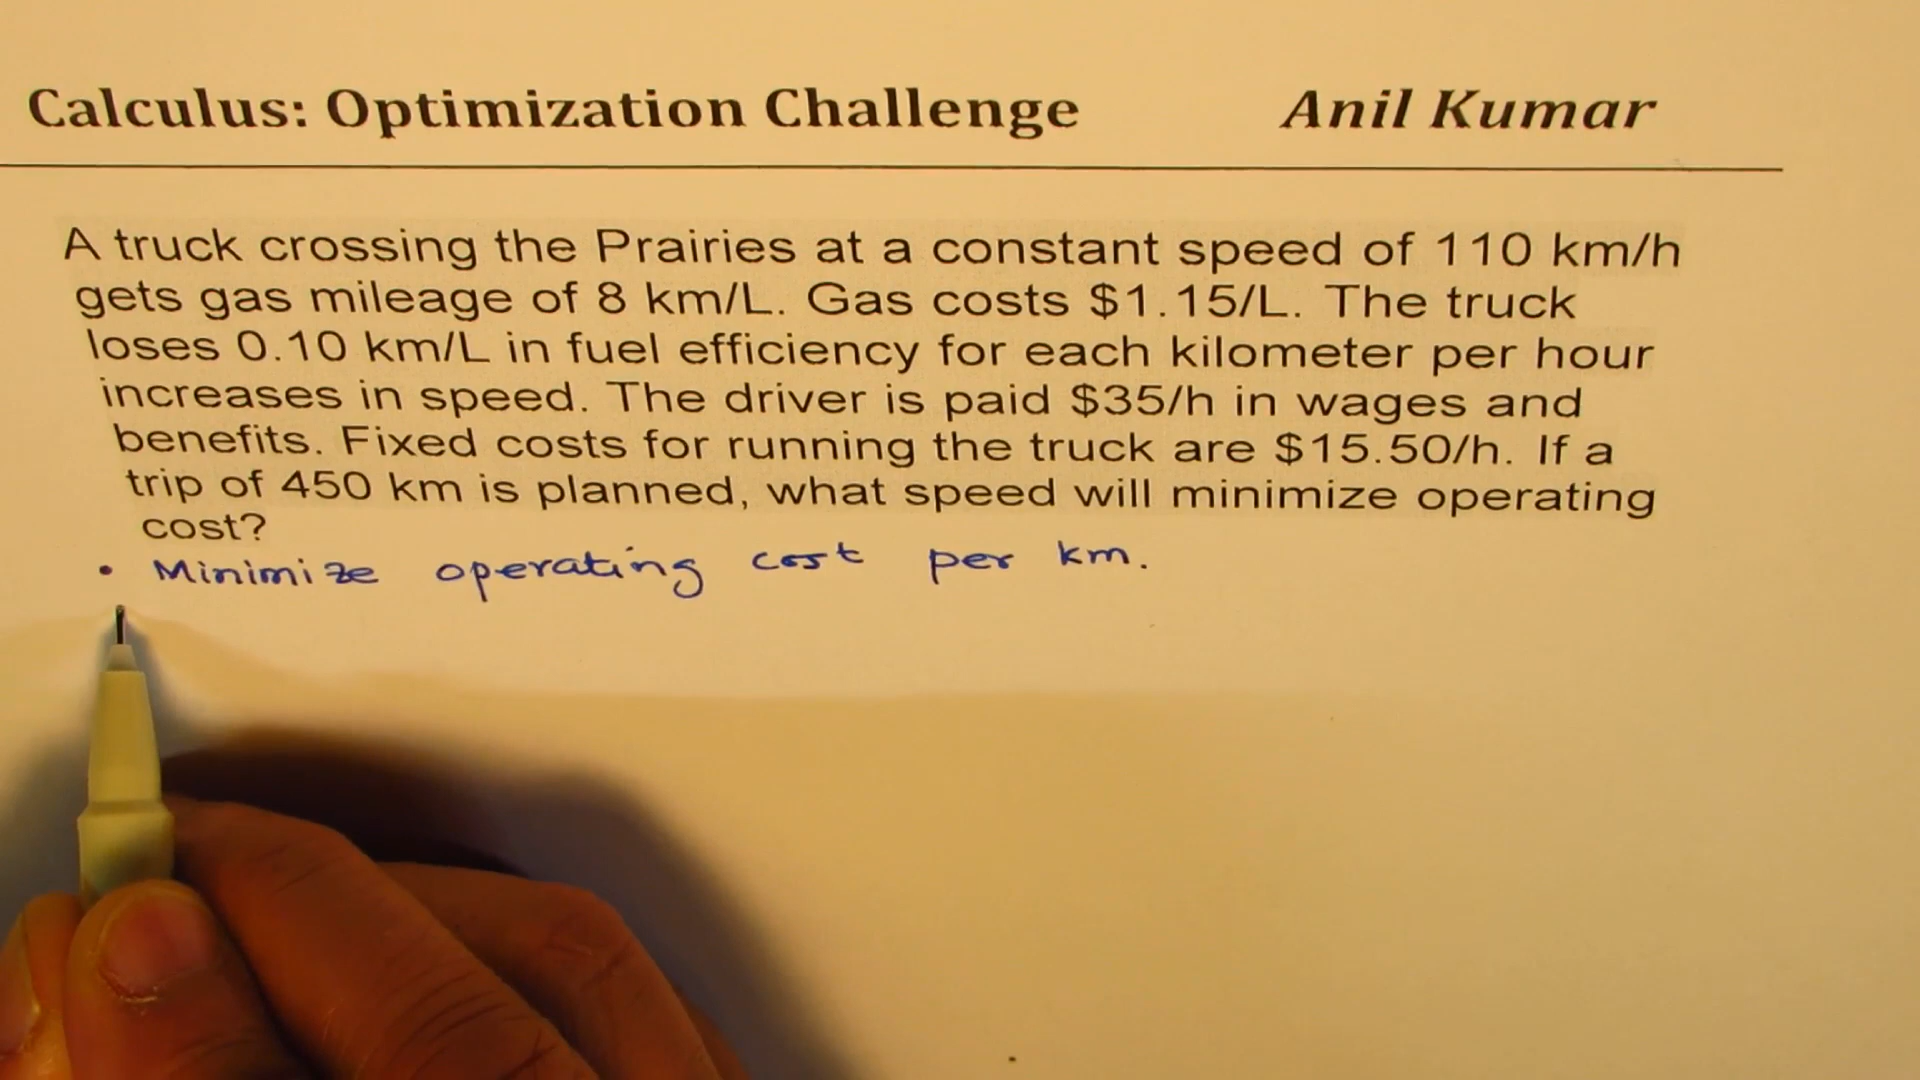 Calculus: Optimization Challenge Anil Kumar
A truck crossing the Prairies at a constant speed of 110 km/h
gets gas mileage of 8 km/L. Gas costs $1.15/L. The truck
loses 0.10 km/L in fuel efficiency for each kilometer per hour
increases in speed. The driver is paid $35/h in wages and
benefits. Fixed costs for running the truck are $15.50/h. If a
trip of 450 km is planned, what speed will minimize operating
cost?
• Minimize operating cost per km.